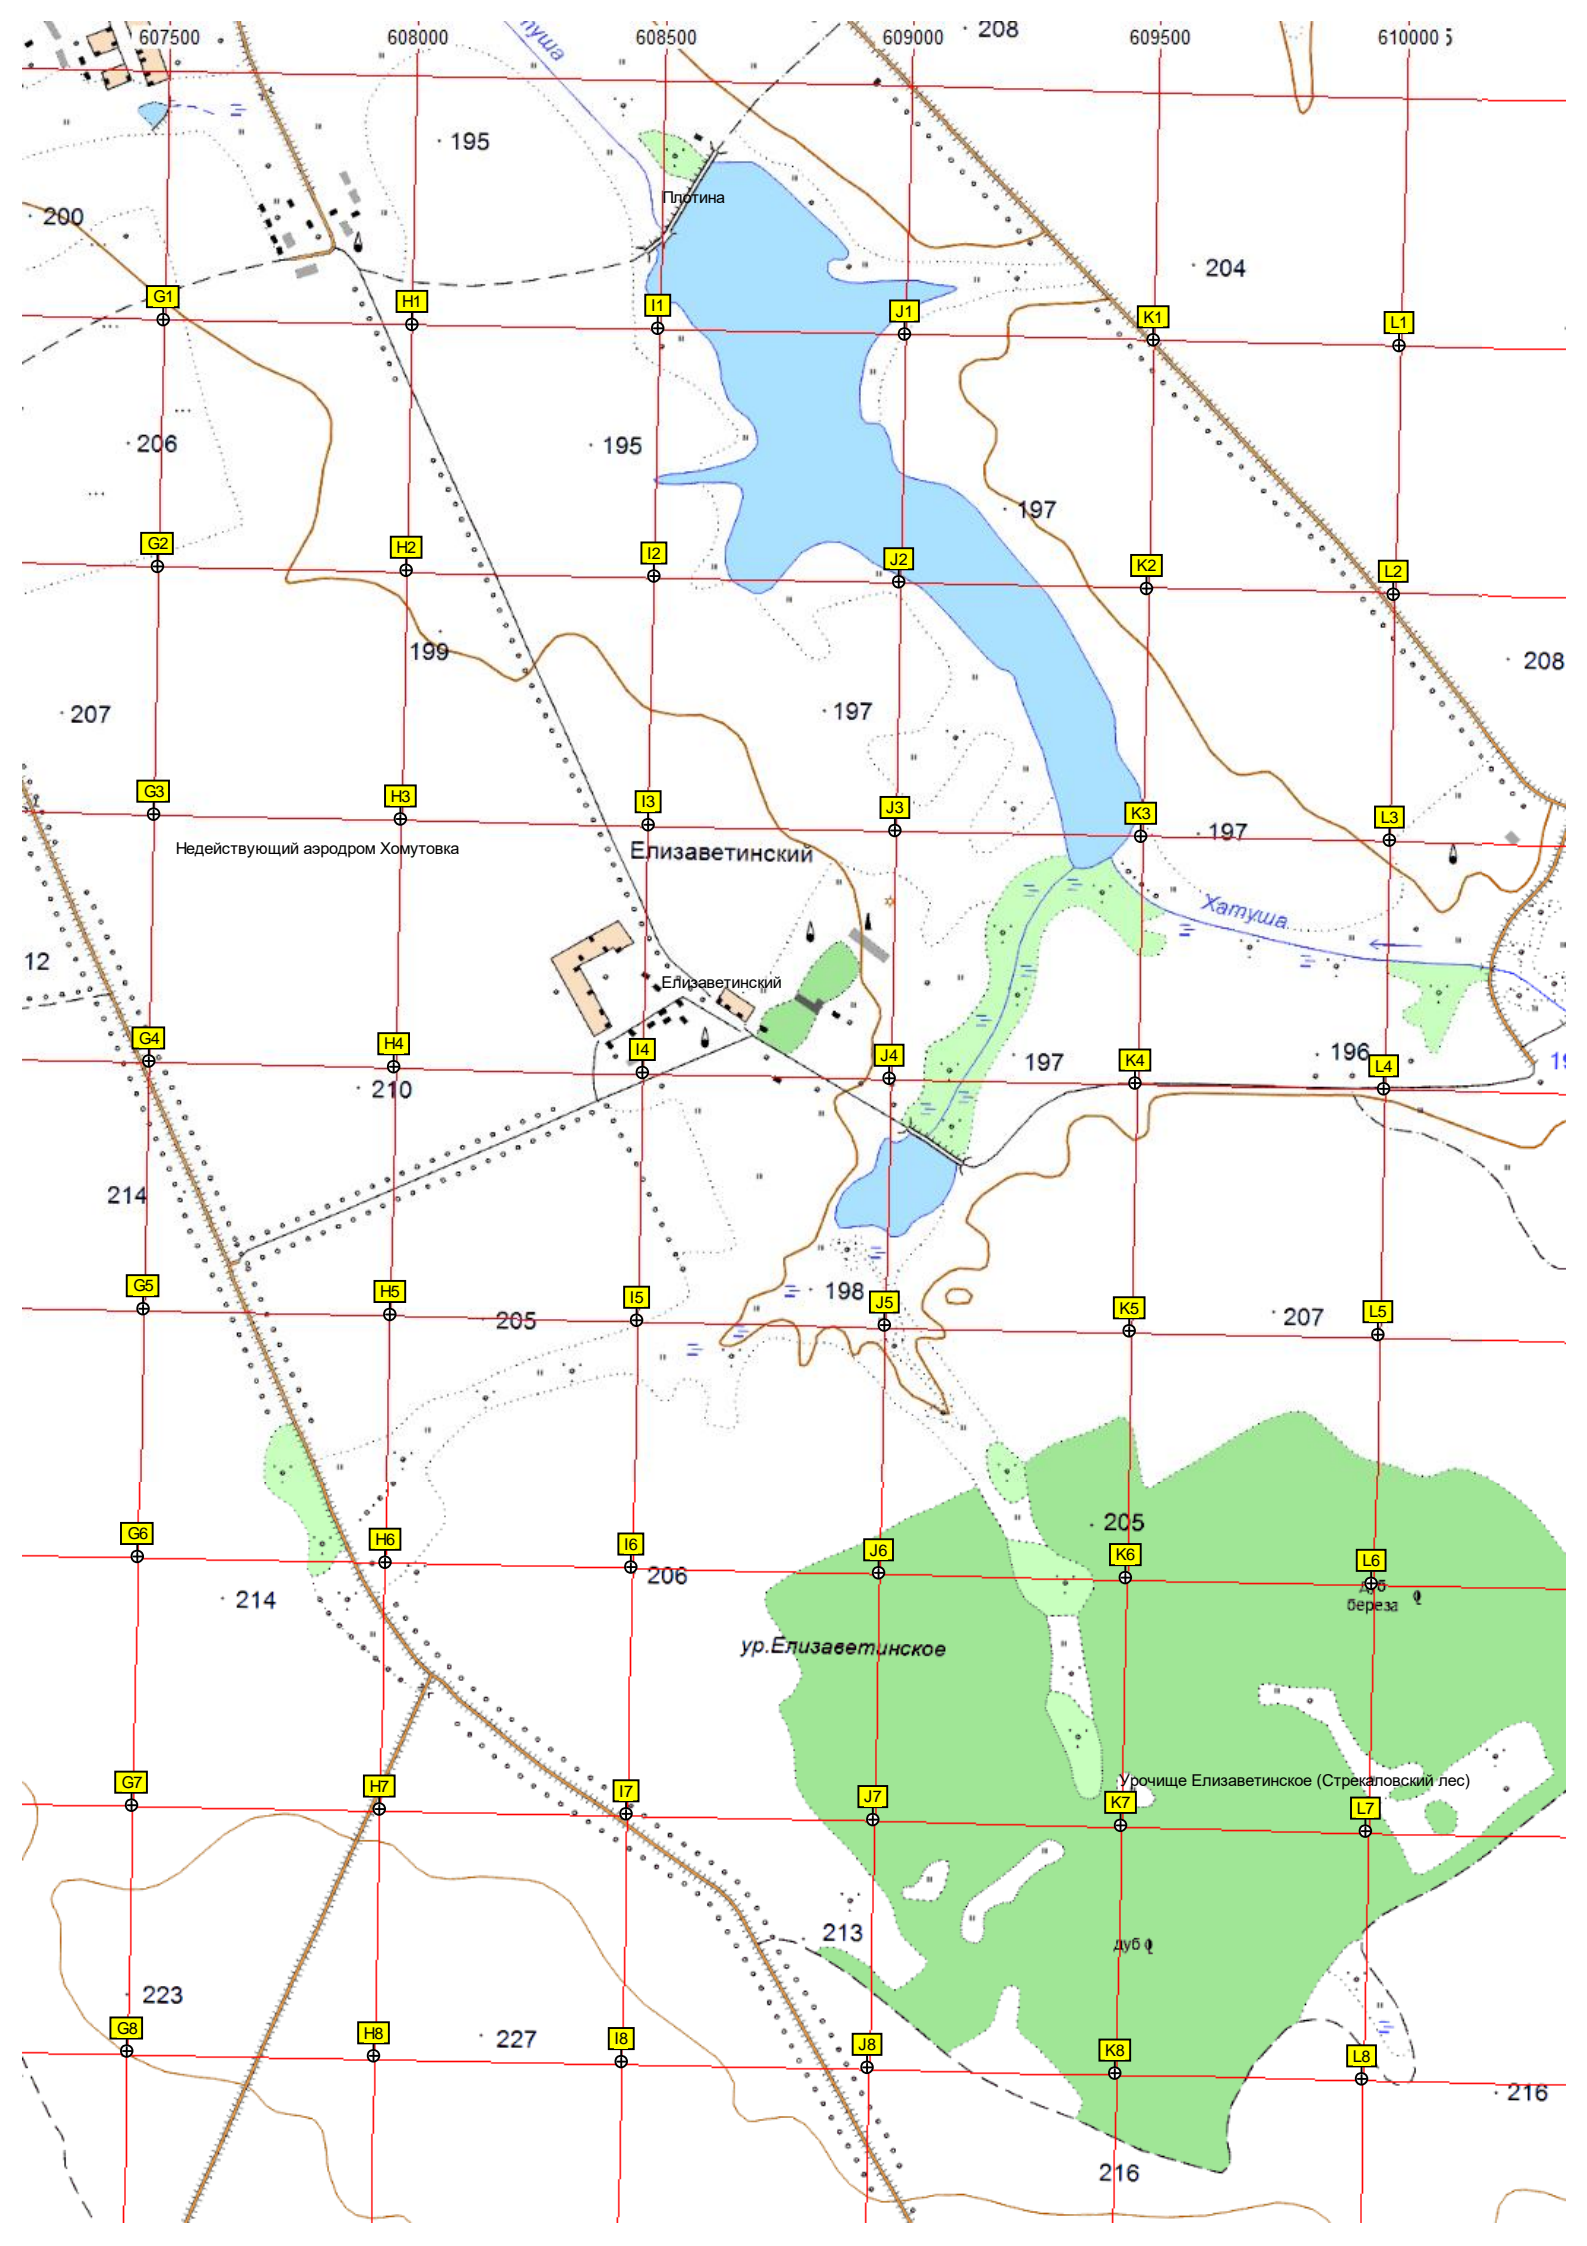 607500 608000 608500 609000 208 609500 610000 5
туша
195
Плотина
200
204
G1 H1 I1 J1 K1 L1
206 195
197
G2 H2 I2 J2 K2 L2
199
208
207 197
G3 H3 I3 J3 K3 L3
197
Недействующий аэродром Хомутовка
Елизаветинский
Хатуша
12
Елизаветинский
G4 H4 I4 J4 K4 L4
197 196 19
210
214
G5 H5 I5 J5 K5 L5
198
205 207
205
G6 H6 I6 J6 K6 L6
206
214
дуб
береза
ур.Елизаветинское
Урочище Елизаветинское (Стрекаловский лес)
G7 H7 I7 J7 K7 L7
213
дуб
223
G8 H8 I8 J8 K8 L8
227
216
216